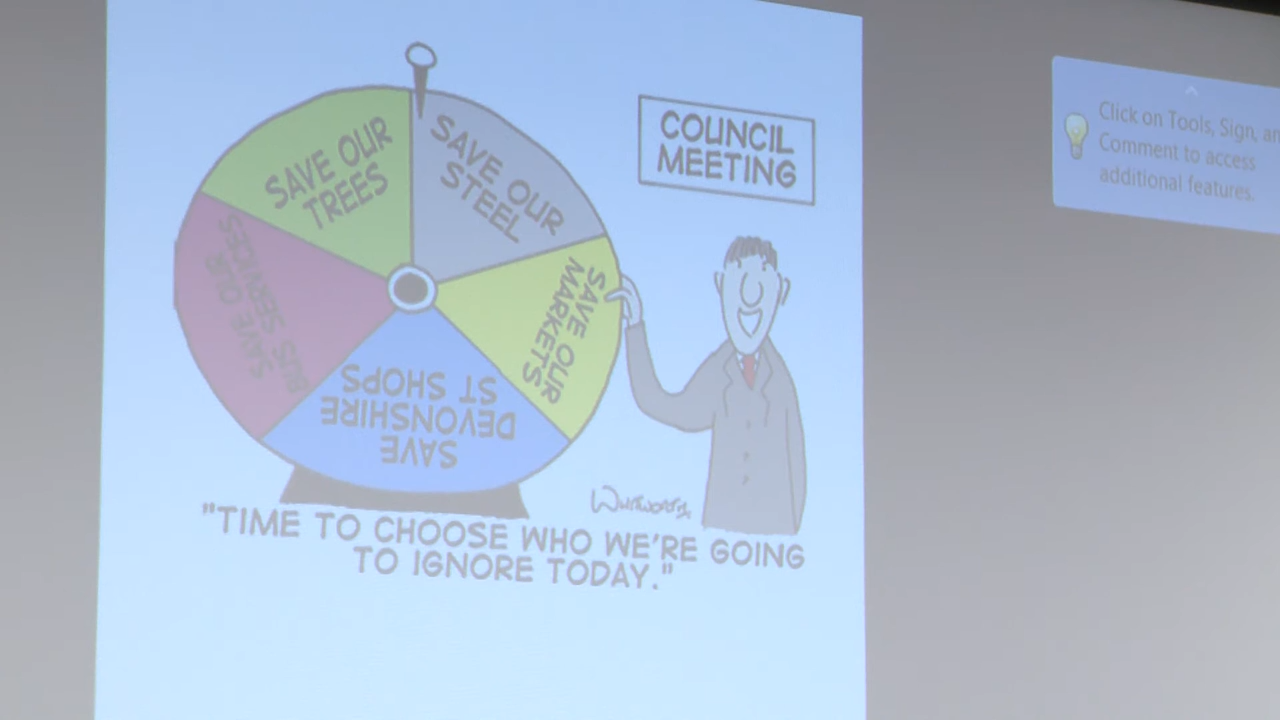 COUNCIL
MEETING
SAVE OUR
TREES
SAVE OUR
STEEL
SAVE OUR
MARKETS
SAVE
DEVONSHIRE
ST SHOPS
SAVE OUR
BUS SERVICES
Whitworth
"TIME TO CHOOSE WHO WE'RE GOING
TO IGNORE TODAY."
Click on Tools, Sign, an
Comment to access
additional features.